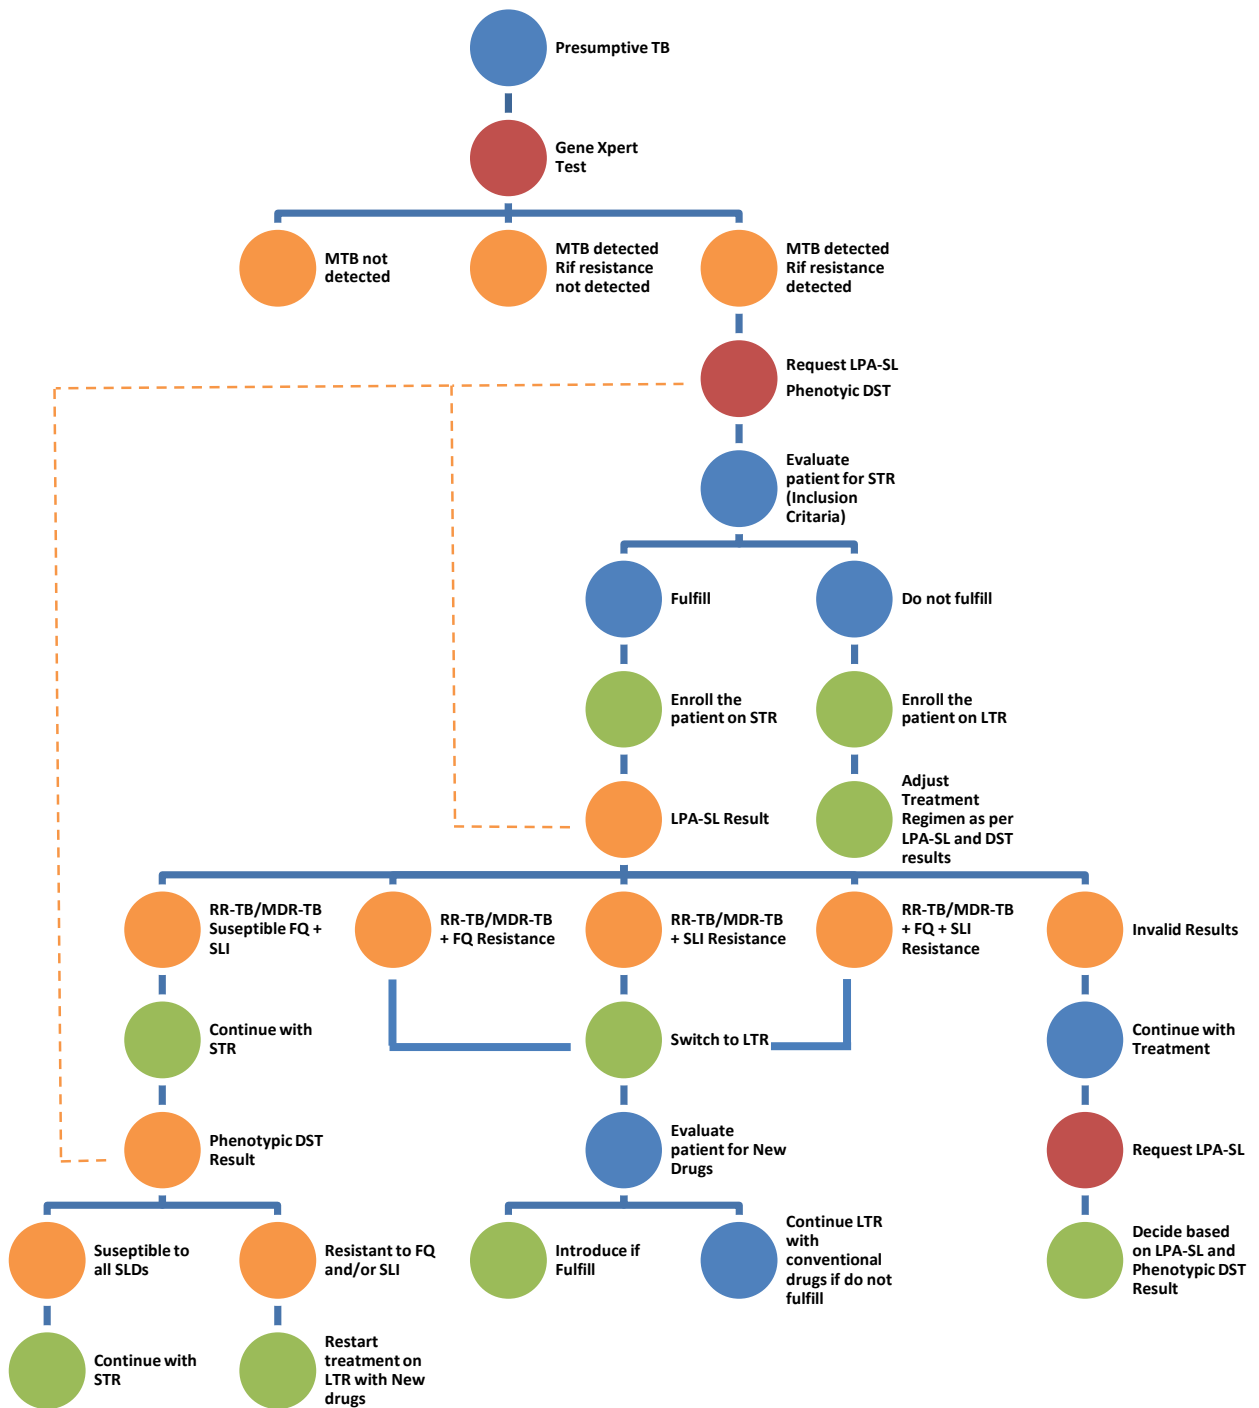 Presumptive TB
Gene Xpert
Test
MTB not
detected
MTB detected
Rif resistance
not detected
MTB detected
Rif resistance
detected
Request LPA-SL
Phenotyic DST
Evaluate
patient for STR
(Inclusion
Critaria)
Fulfill
Do not fulfill
Enroll the
patient on STR
Enroll the
patient on LTR
LPA-SL Result
Adjust
Treatment
Regimen as per
LPA-SL and DST
results
RR-TB/MDR-TB
Suseptible FQ +
SLI
RR-TB/MDR-TB
+ FQ Resistance
RR-TB/MDR-TB
+ SLI Resistance
RR-TB/MDR-TB
+ FQ + SLI
Resistance
Invalid Results
Continue with
STR
Switch to LTR
Continue with
Treatment
Phenotypic DST
Result
Evaluate
patient for New
Drugs
Request LPA-SL
Suseptible to
all SLDs
Resistant to FQ
and/or SLI
Introduce if
Fulfill
Continue LTR
with
conventional
drugs if do not
fulfill
Decide based
on LPA-SL and
Phenotypic DST
Result
Continue with
STR
Restart
treatment on
LTR with New
drugs